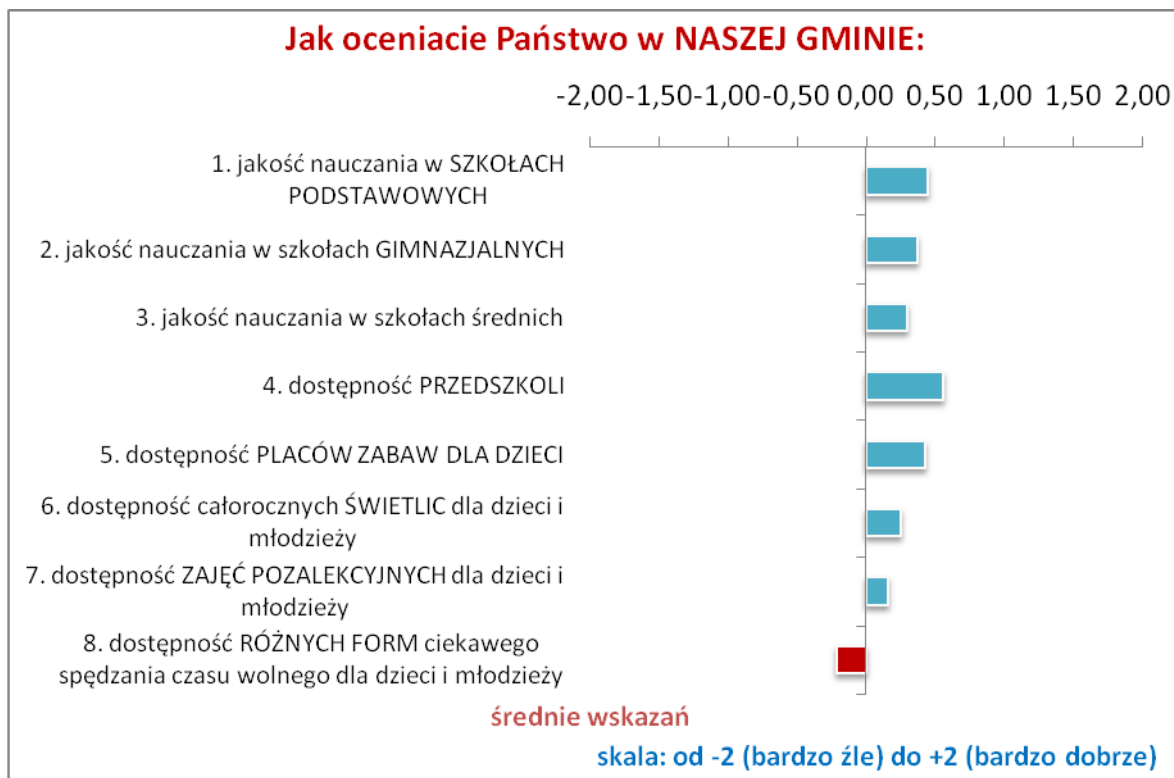 Jak oceniacie Państwo w NASZEJ GMINIE:
-2,00 -1,50 -1,00 -0,50 0,00 0,50 1,00 1,50 2,00
1. jakość nauczania w SZKOŁACH
PODSTAWOWYCH
2. jakość nauczania w szkołach GIMNAZJALNYCH
3. jakość nauczania w szkołach średnich
4. dostępność PRZEDSZKOLI
5. dostępność PLACÓW ZABAW DLA DZIECI
6. dostępność całorocznych ŚWIETLIC dla dzieci i
młodzieży
7. dostępność ZAJĘĆ POZALEKCYJNYCH dla dzieci i
młodzieży
8. dostępność RÓŻNYCH FORM ciekawego
spędzania czasu wolnego dla dzieci i młodzieży
średnie wskazań
skala: od -2 (bardzo źle) do +2 (bardzo dobrze)